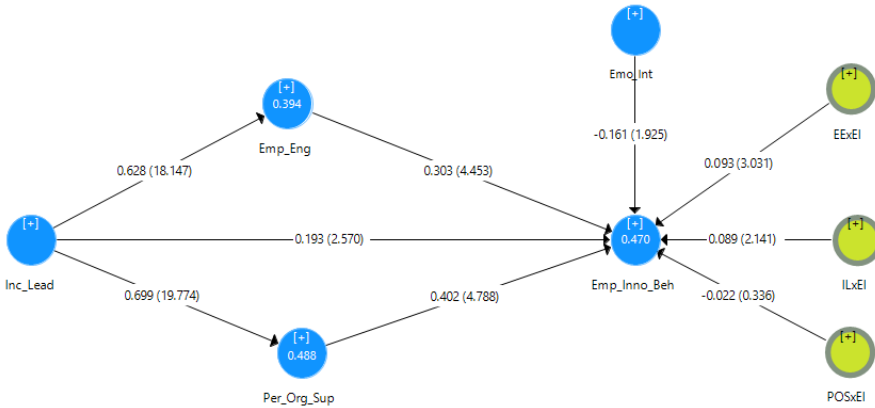 [+]
Emo_Int
[+]
0.394
Emp_Eng
[+]
EExEI
-0.161 (1.925)
0.628 (18.147)
0.303 (4.453)
0.093 (3.031)
[+]
Inc_Lead
0.193 (2.570)
[+]
0.470
Emp_Inno_Beh
0.089 (2.141)
[+]
ILxEI
0.699 (19.774)
0.402 (4.788)
-0.022 (0.336)
[+]
0.488
Per_Org_Sup
[+]
POSxEI